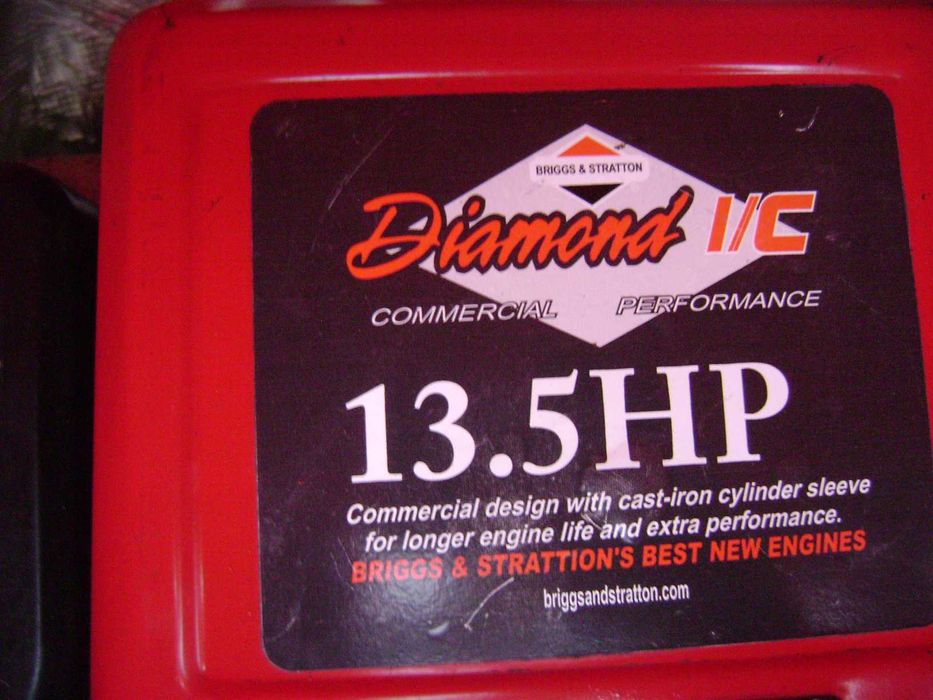 BRIGGS & STRATTON
Diamond I/C
COMMERCIAL PERFORMANCE
13.5HP
Commercial design with cast-iron cylinder sleeve
for longer engine life and extra performance.
BRIGGS & STRATTION'S BEST NEW ENGINES
briggsandstratton.com